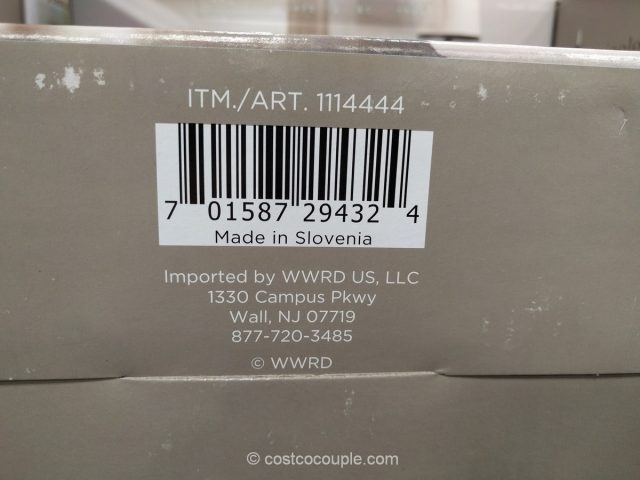 ITM./ART. 1114444
7 01587 29432 4
Made in Slovenia
Imported by WWRD US, LLC
1330 Campus Pkwy
Wall, NJ 07719
877-720-3485
© WWRD
© costcocouple.com